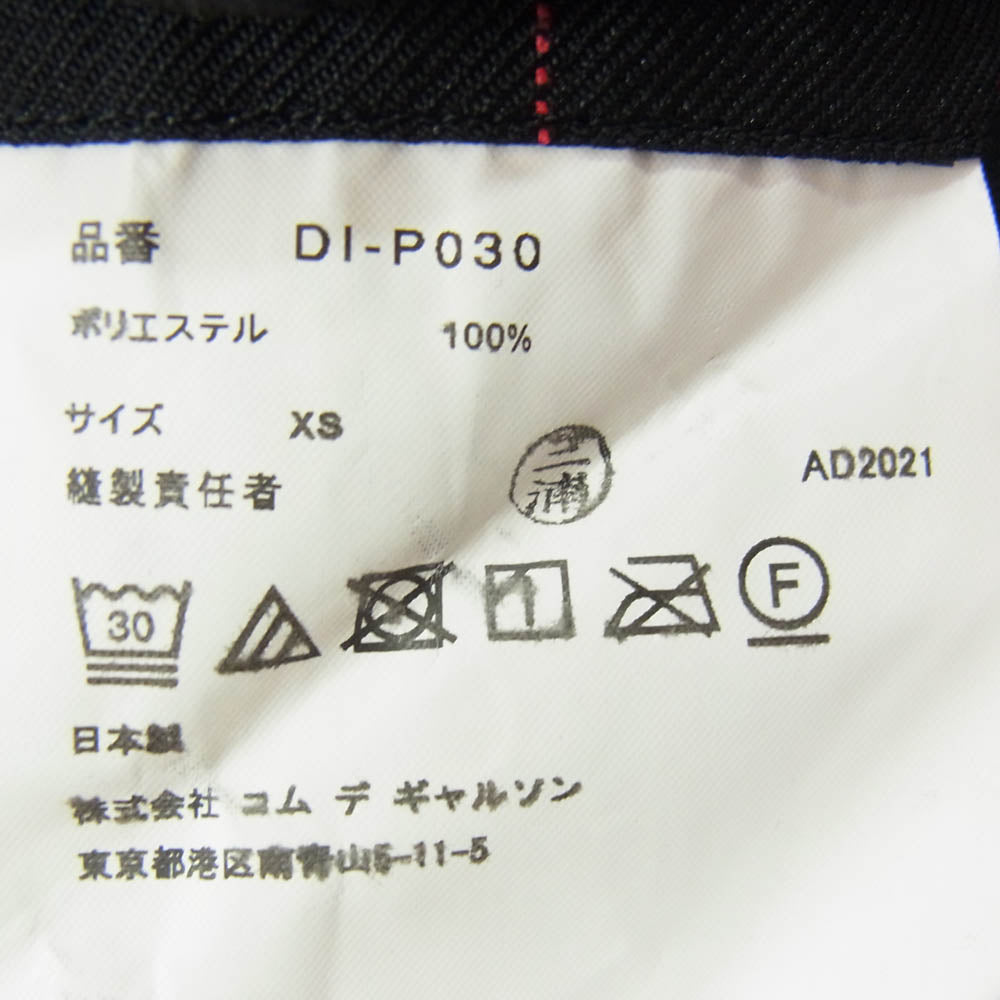 品番 DI-P030
ポリエステル 100%
サイズ XS
縫製責任者 三浦
AD2021
30
F
日本製
株式会社 コム デ ギャルソン
東京都港区南青山5-11-5